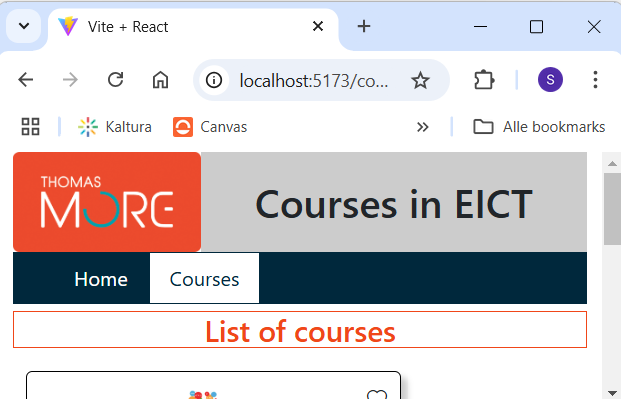 Vite + React
localhost:5173/co...
S
Kaltura
Canvas
Alle bookmarks
THOMAS
MORE
Courses in EICT
Home
Courses
List of courses